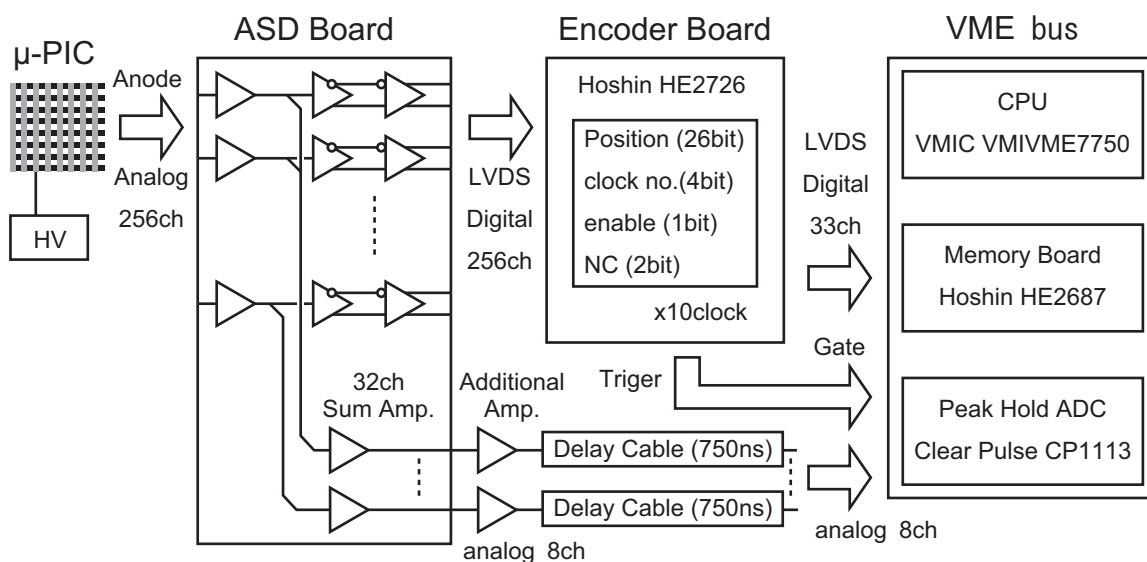 μ-PIC
HV
Anode
Analog
256ch
ASD Board
32ch
Sum Amp.
Additional
Amp.
LVDS
Digital
256ch
Encoder Board
Hoshin HE2726
Position (26bit)
clock no.(4bit)
enable (1bit)
NC (2bit)
x10clock
Triger
Gate
Delay Cable (750ns)
Delay Cable (750ns)
analog 8ch
LVDS
Digital
33ch
analog 8ch
VME bus
CPU
VMIC VMIVME7750
Memory Board
Hoshin HE2687
Peak Hold ADC
Clear Pulse CP1113